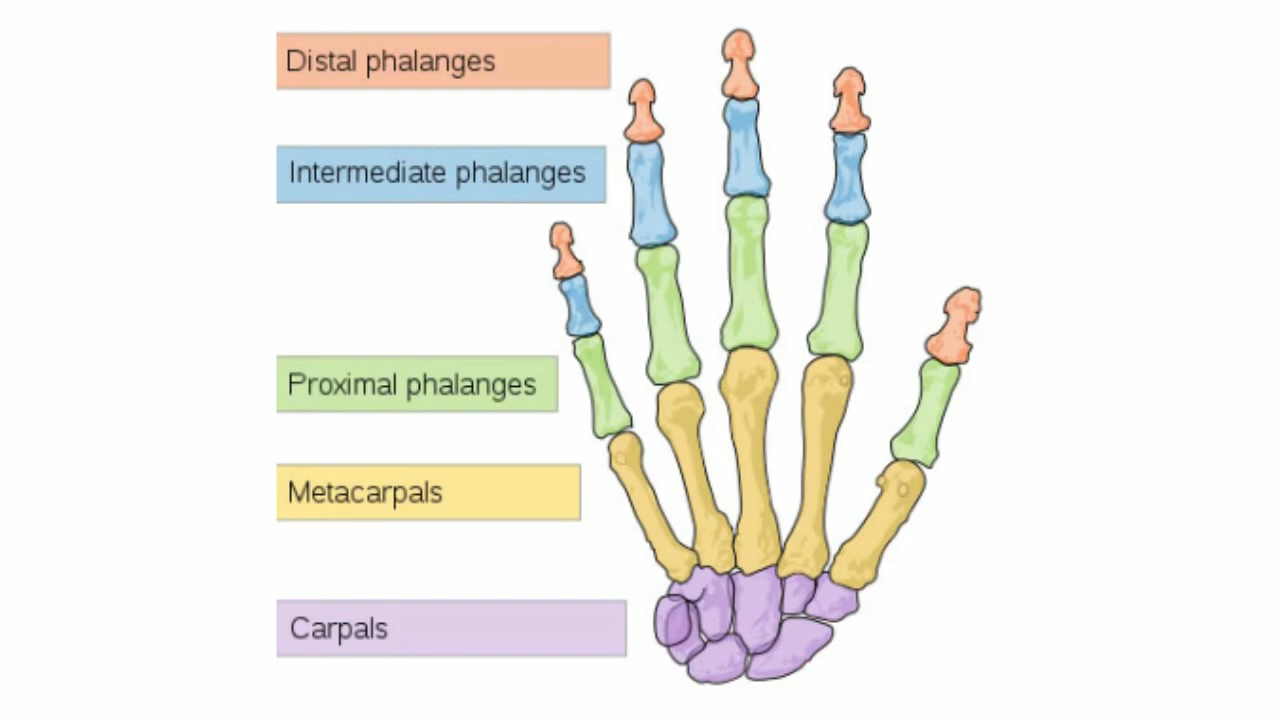 Distal phalanges
Intermediate phalanges
Proximal phalanges
Metacarpals
Carpals